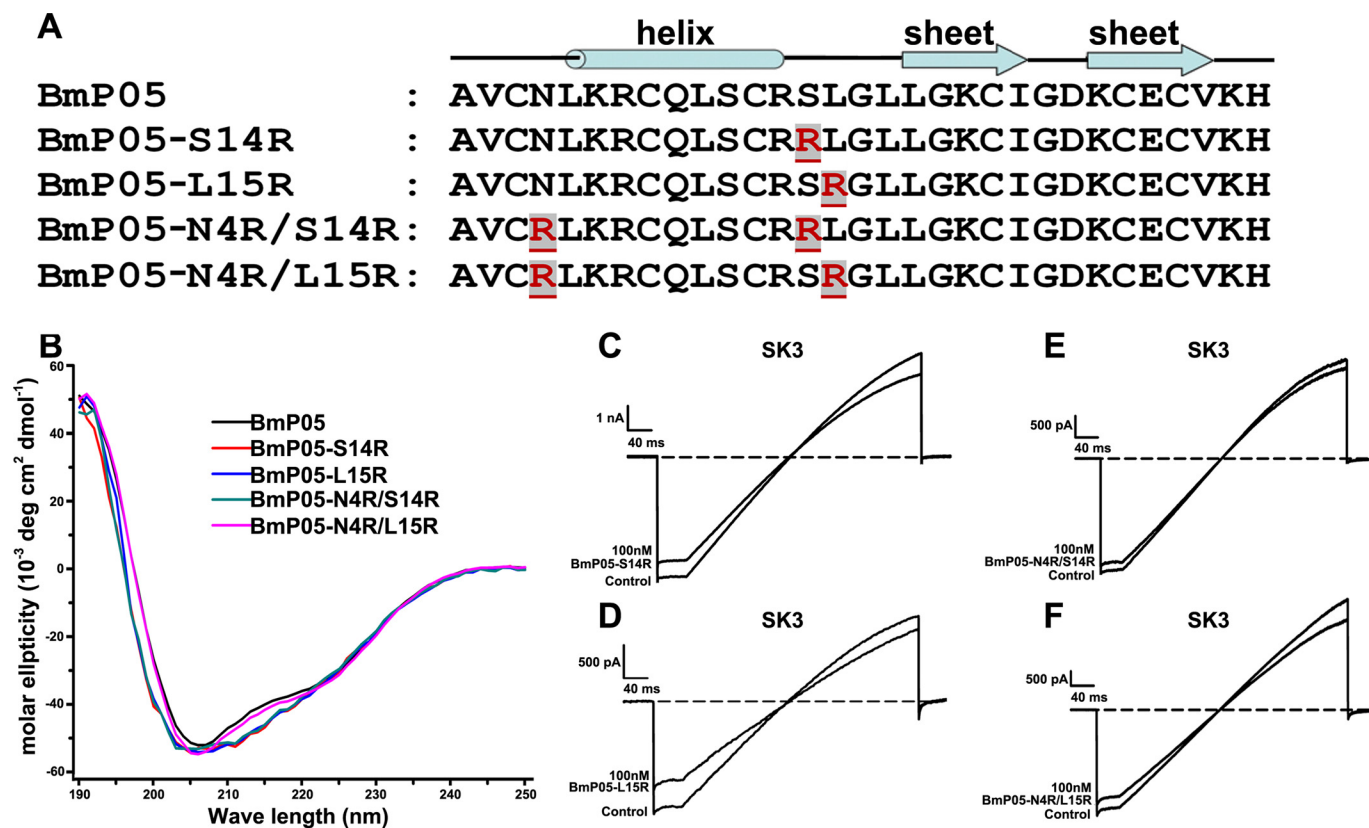 A
helix sheet sheet
BmP05 : AVCNLKRCQLSCRSLGLLGKCIGDKCECVKH
BmP05-S14R : AVCNLKRCQLSCRRLGLLGKCIGDKCECVKH
BmP05-L15R : AVCNLKRCQLSCRSRGLLGKCIGDKCECVKH
BmP05-N4R/S14R: AVCRLKRCQLSCRRLGLLGKCIGDKCECVKH
BmP05-N4R/L15R: AVCRLKRCQLSCRSRGLLGKCIGDKCECVKH
B
molar ellpticity (10⁻³ deg cm² dmol⁻¹)
60
40
20
0
-20
-40
-60
BmP05
BmP05-S14R
BmP05-L15R
BmP05-N4R/S14R
BmP05-N4R/L15R
190 200 210 220 230 240 250
Wave length (nm)
C
SK3
1 nA
40 ms
100nM
BmP05-S14R
Control
D
SK3
500 pA
40 ms
100nM
BmP05-L15R
Control
E
SK3
500 pA
40 ms
100nM
BmP05-N4R/S14R
Control
F
SK3
500 pA
40 ms
100nM
BmP05-N4R/L15R
Control